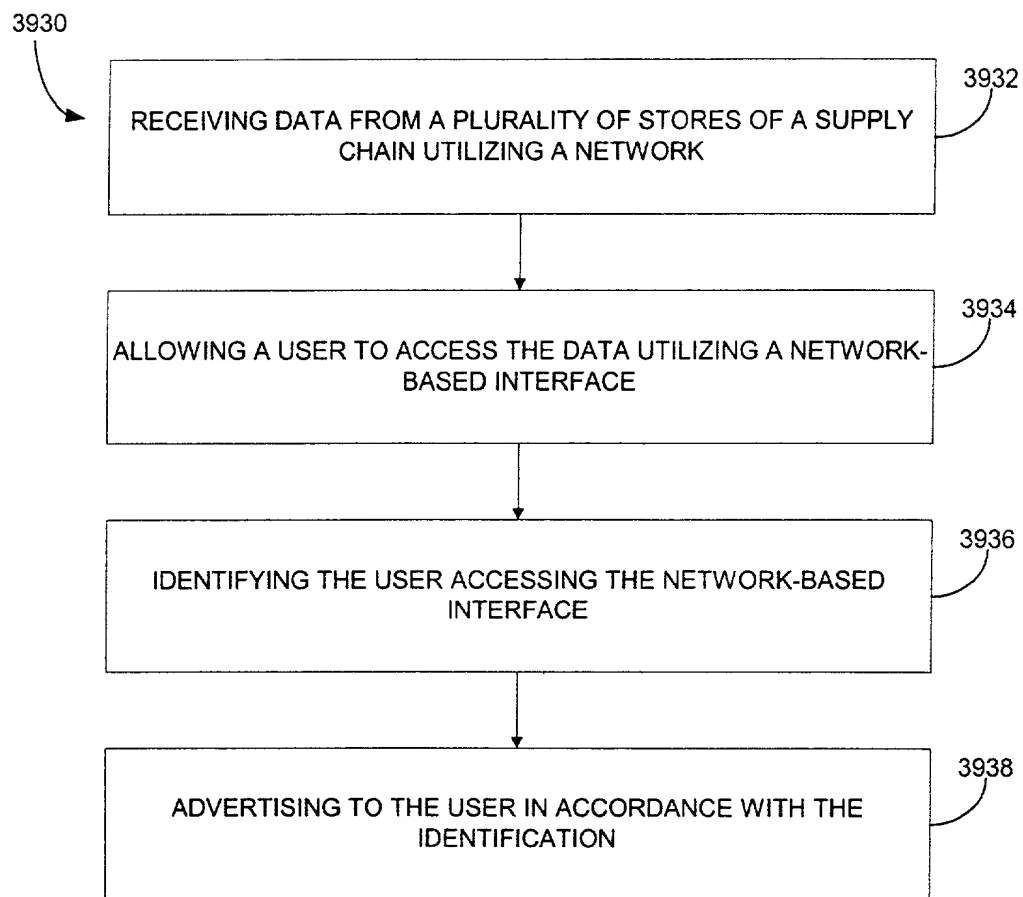 3930
3932
RECEIVING DATA FROM A PLURALITY OF STORES OF A SUPPLY
CHAIN UTILIZING A NETWORK
3934
ALLOWING A USER TO ACCESS THE DATA UTILIZING A NETWORK-
BASED INTERFACE
3936
IDENTIFYING THE USER ACCESSING THE NETWORK-BASED
INTERFACE
3938
ADVERTISING TO THE USER IN ACCORDANCE WITH THE
IDENTIFICATION